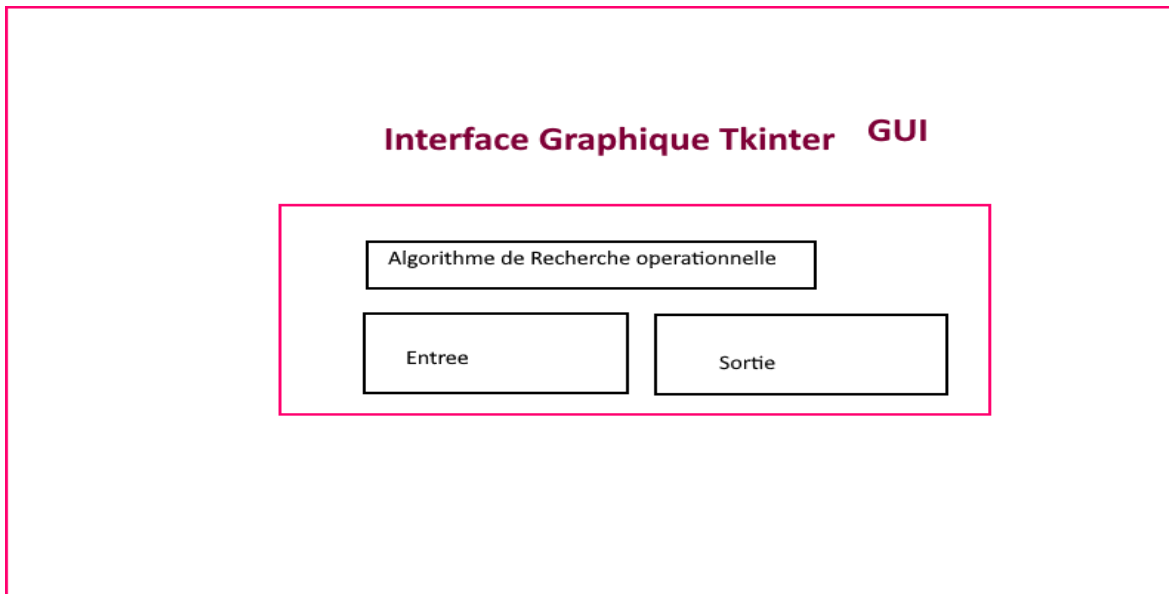 Interface Graphique Tkinter GUI
Algorithme de Recherche operationnelle
Entree
Sortie